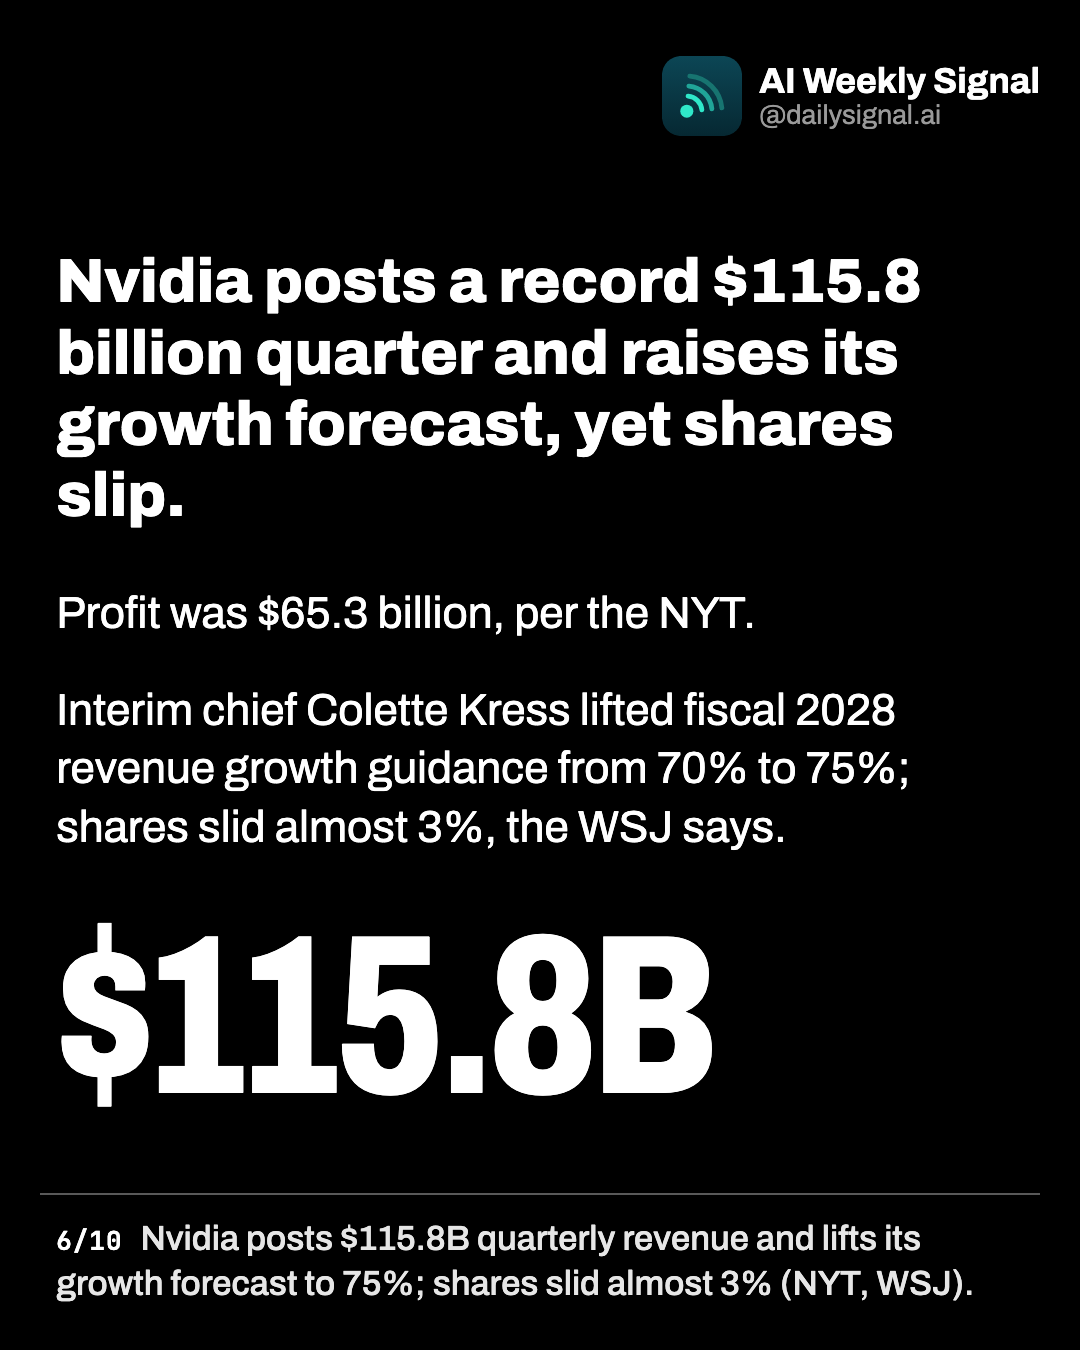 AI Weekly Signal
@dailysignal.ai
Nvidia posts a record $115.8
billion quarter and raises its
growth forecast, yet shares
slip.
Profit was $65.3 billion, per the NYT.
Interim chief Colette Kress lifted fiscal 2028
revenue growth guidance from 70% to 75%;
shares slid almost 3%, the WSJ says.
$115.8B
6/10 Nvidia posts $115.8B quarterly revenue and lifts its
growth forecast to 75%; shares slid almost 3% (NYT, WSJ).